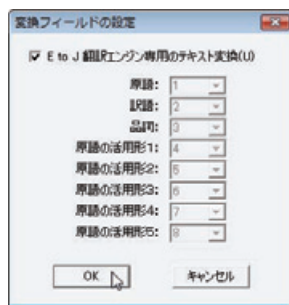 変換フィールドの設定
E to J 翻訳エンジン専用のテキスト変換(U)
原語: 1
訳語: 2
品詞: 3
原語の活用形1: 4
原語の活用形2: 5
原語の活用形3: 6
原語の活用形4: 7
原語の活用形5: 8
OK キャンセル